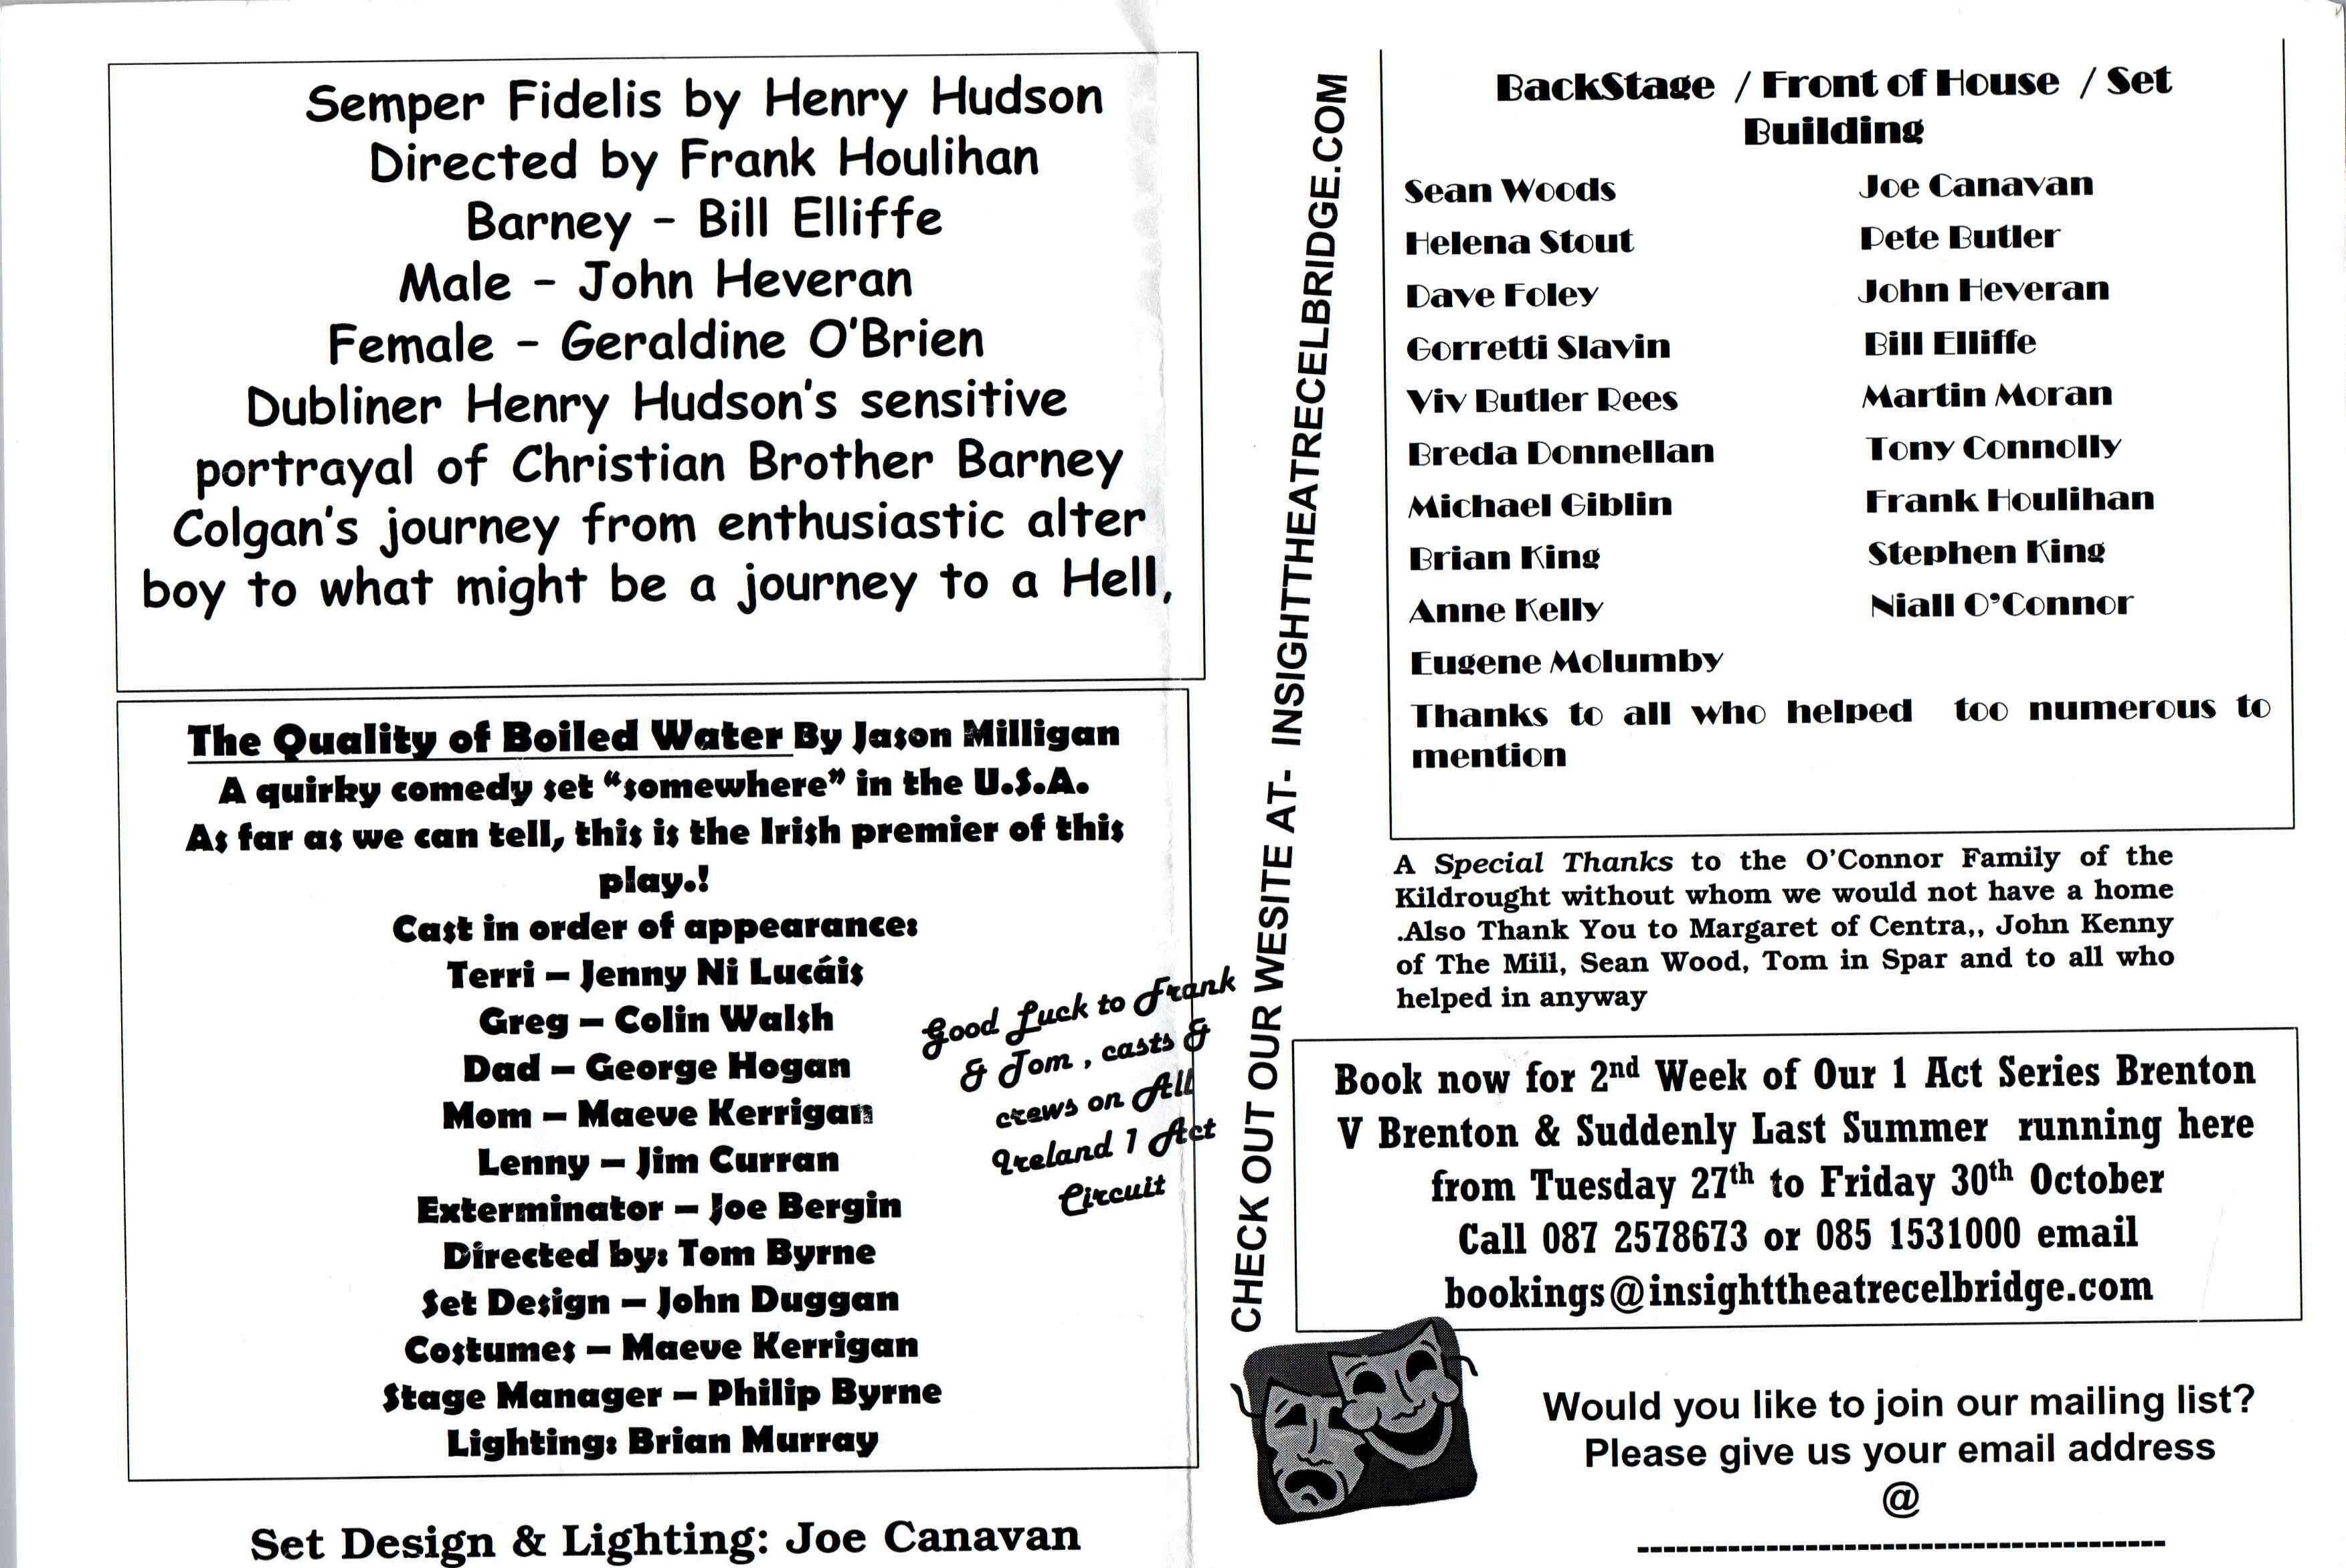 Semper Fidelis by Henry Hudson
Directed by Frank Houlihan
Barney – Bill Elliffe
Male – John Heveran
Female – Geraldine O'Brien
Dubliner Henry Hudson's sensitive
portrayal of Christian Brother Barney
Colgan's journey from enthusiastic alter
boy to what might be a journey to a Hell,
The Quality of Boiled Water By Jason Milligan
A quirky comedy set “somewhere” in the U.S.A.
As far as we can tell, this is the Irish premier of this
play.!
Cast in order of appearance:
Terri – Jenny Ni Lucáis
Greg – Colin Walsh
Dad – George Hogan
Mom – Maeve Kerrigan
Lenny – Jim Curran
Exterminator – Joe Bergin
Directed by: Tom Byrne
Set Design – John Duggan
Costumes – Maeve Kerrigan
Stage Manager – Philip Byrne
Lighting: Brian Murray
Good Luck to Frank
& Tom , casts &
crews on All
Ireland 1 Act
Circuit
Set Design & Lighting: Joe Canavan
CHECK OUT OUR WESITE AT- INSIGHTTHEATRECELBRIDGE.COM
BackStage / Front of House / Set
Building
Sean Woods Joe Canavan
Helena Stout Pete Butler
Dave Foley John Heveran
Gorretti Slavin Bill Elliffe
Viv Butler Rees Martin Moran
Breda Donnellan Tony Connolly
Michael Giblin Frank Houlihan
Brian King Stephen King
Anne Kelly Niall O'Connor
Eugene Molumby
Thanks to all who helped too numerous to
mention
A Special Thanks to the O'Connor Family of the
Kildrought without whom we would not have a home
.Also Thank You to Margaret of Centra,, John Kenny
of The Mill, Sean Wood, Tom in Spar and to all who
helped in anyway
Book now for 2nd Week of Our 1 Act Series Brenton
V Brenton & Suddenly Last Summer running here
from Tuesday 27th to Friday 30th October
Call 087 2578673 or 085 1531000 email
bookings@insighttheatrecelbridge.com
Would you like to join our mailing list?
Please give us your email address
@
----------------------------------------